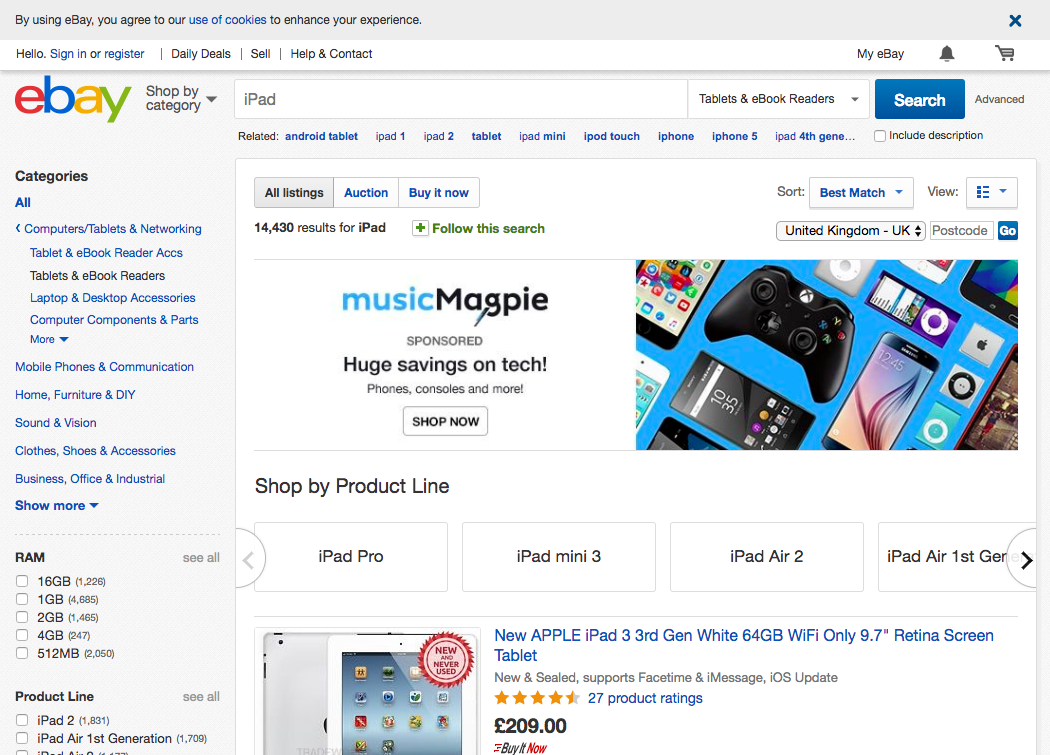 By using eBay, you agree to our use of cookies to enhance your experience.
Hello. Sign in or register | Daily Deals | Sell | Help & Contact
My eBay
ebay
Shop by category
iPad
Tablets & eBook Readers
Search
Advanced
Related: android tablet ipad 1 ipad 2 tablet ipad mini ipod touch iphone iphone 5 ipad 4th gene...
Include description
Categories
All
Computers/Tablets & Networking
Tablet & eBook Reader Accs
Tablets & eBook Readers
Laptop & Desktop Accessories
Computer Components & Parts
More
Mobile Phones & Communication
Home, Furniture & DIY
Sound & Vision
Clothes, Shoes & Accessories
Business, Office & Industrial
Show more
RAM see all
16GB (1,226)
1GB (4,685)
2GB (1,465)
4GB (247)
512MB (2,050)
Product Line see all
iPad 2 (1,831)
iPad Air 1st Generation (1,709)
All listings
Auction
Buy it now
Sort: Best Match
View:
14,430 results for iPad
Follow this search
United Kingdom - UK
Postcode
Go
musicMagpie
SPONSORED
Huge savings on tech!
Phones, consoles and more!
SHOP NOW
12:45
10
35
Shop by Product Line
iPad Pro
iPad mini 3
iPad Air 2
iPad Air 1st Gene
NEW
AND
NEVER
USED
New APPLE iPad 3 3rd Gen White 64GB WiFi Only 9.7" Retina Screen
Tablet
New & Sealed, supports Facetime & iMessage, iOS Update
27 product ratings
£209.00
Buy It Now